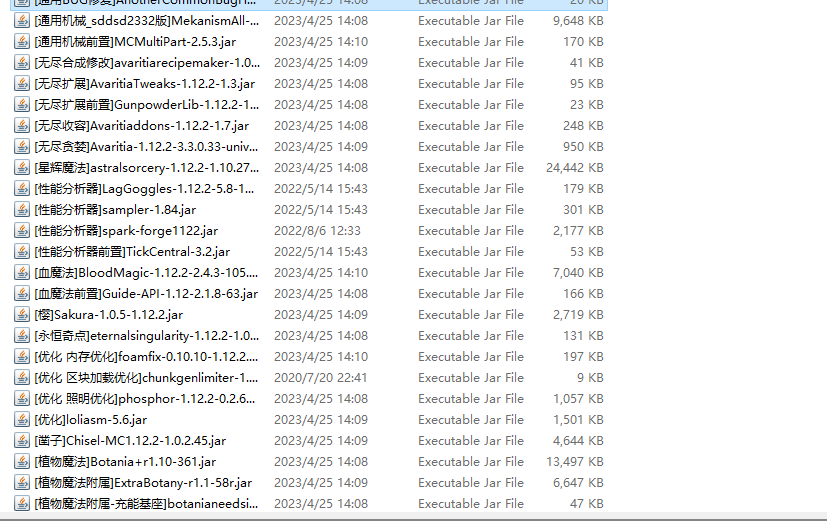 [通用BUG修复]AnotherCommonBugFi... 2023/4/25 14:08 Executable Jar File 20 KB
[通用机械_sddsd2332版]MekanismAll-... 2023/4/25 14:08 Executable Jar File 9,648 KB
[通用机械前置]MCMultiPart-2.5.3.jar 2023/4/25 14:10 Executable Jar File 170 KB
[无尽合成修改]avaritiarecipemaker-1.0... 2023/4/25 14:09 Executable Jar File 41 KB
[无尽扩展]AvaritiaTweaks-1.12.2-1.3.jar 2023/4/25 14:08 Executable Jar File 95 KB
[无尽扩展前置]GunpowderLib-1.12.2-1... 2023/4/25 14:08 Executable Jar File 23 KB
[无尽收容]Avaritiaddons-1.12.2-1.7.jar 2023/4/25 14:08 Executable Jar File 248 KB
[无尽贪婪]Avaritia-1.12.2-3.3.0.33-univ... 2023/4/25 14:09 Executable Jar File 950 KB
[星辉魔法]astralsorcery-1.12.2-1.10.27... 2023/4/25 14:08 Executable Jar File 24,442 KB
[性能分析器]LagGoggles-1.12.2-5.8-1... 2022/5/14 15:43 Executable Jar File 179 KB
[性能分析器]sampler-1.84.jar 2022/5/14 15:43 Executable Jar File 301 KB
[性能分析器]spark-forge1122.jar 2022/8/6 12:33 Executable Jar File 2,177 KB
[性能分析器前置]TickCentral-3.2.jar 2022/5/14 15:43 Executable Jar File 53 KB
[血魔法]BloodMagic-1.12.2-2.4.3-105.... 2023/4/25 14:10 Executable Jar File 7,040 KB
[血魔法前置]Guide-API-1.12-2.1.8-63.jar 2023/4/25 14:08 Executable Jar File 166 KB
[樱]Sakura-1.0.5-1.12.2.jar 2023/4/25 14:09 Executable Jar File 2,719 KB
[永恒奇点]eternalsingularity-1.12.2-1.0... 2023/4/25 14:08 Executable Jar File 131 KB
[优化 内存优化]foamfix-0.10.10-1.12.2.... 2023/4/25 14:10 Executable Jar File 197 KB
[优化 区块加载优化]chunkgenlimiter-1.... 2020/7/20 22:41 Executable Jar File 9 KB
[优化 照明优化]phosphor-1.12.2-0.2.6... 2023/4/25 14:08 Executable Jar File 1,057 KB
[优化]loliasm-5.6.jar 2023/4/25 14:09 Executable Jar File 1,501 KB
[凿子]Chisel-MC1.12.2-1.0.2.45.jar 2023/4/25 14:09 Executable Jar File 4,644 KB
[植物魔法]Botania+r1.10-361.jar 2023/4/25 14:08 Executable Jar File 13,497 KB
[植物魔法附属]ExtraBotany-r1.1-58r.jar 2023/4/25 14:09 Executable Jar File 6,647 KB
[植物魔法附属-充能基座]botanianeedsi... 2023/4/25 14:08 Executable Jar File 47 KB